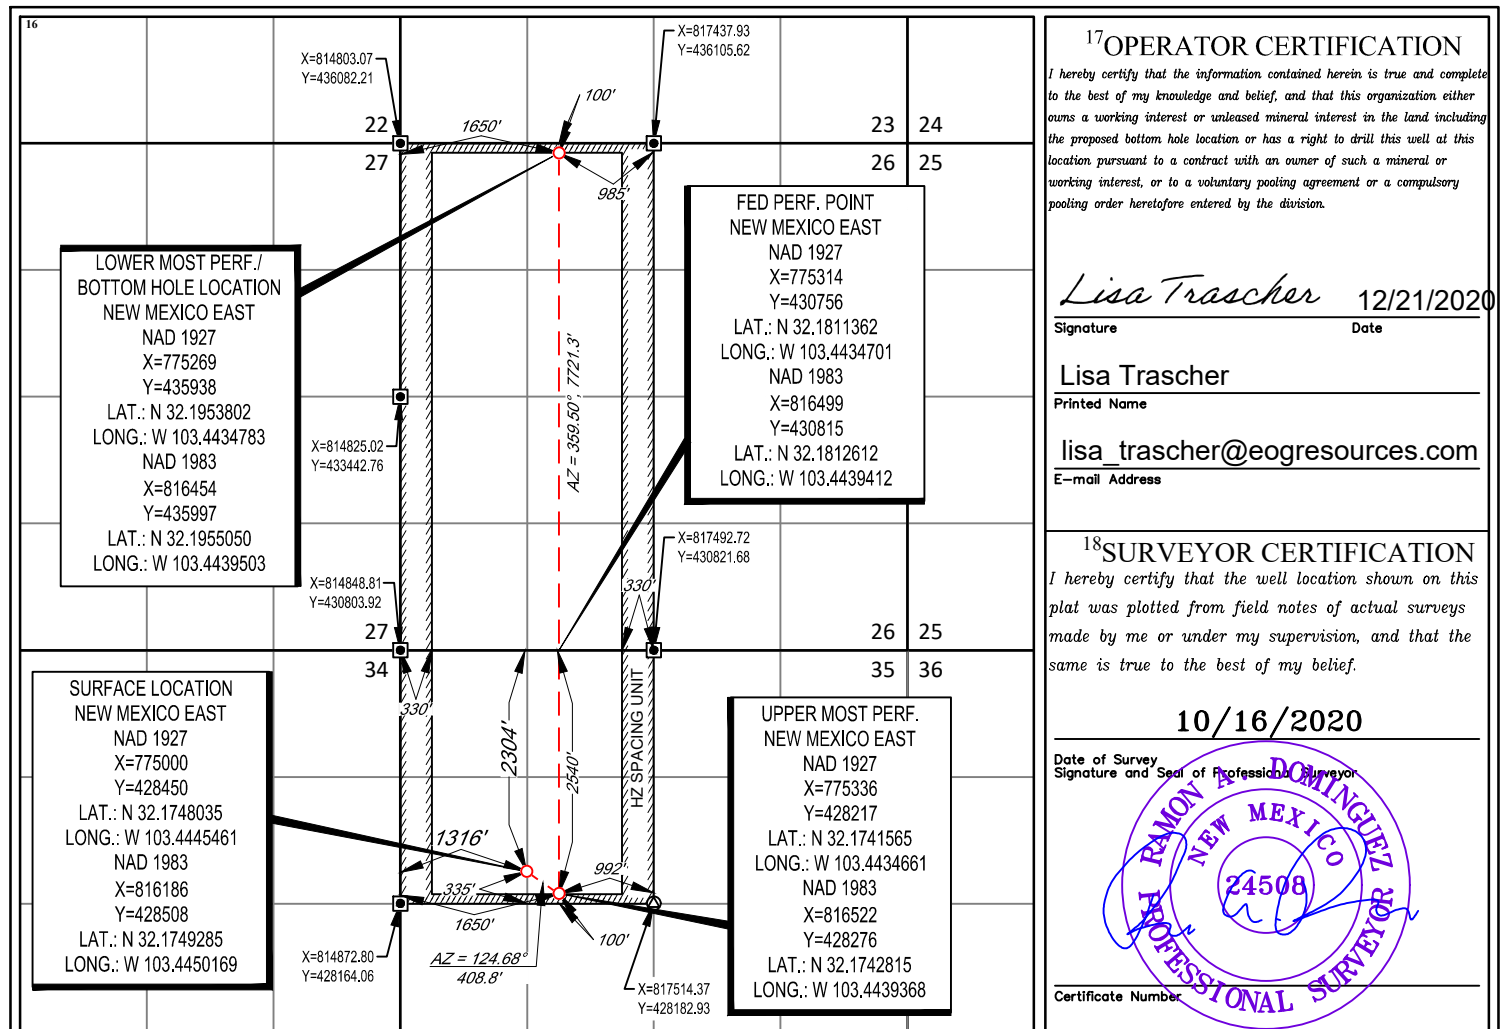 16
X=814803.07
Y=436082.21
X=817437.93
Y=436105.62
100'
22
1650'
23
24
27
26
25
985'
LOWER MOST PERF./
BOTTOM HOLE LOCATION
NEW MEXICO EAST
NAD 1927
X=775269
Y=435938
LAT.: N 32.1953802
LONG.: W 103.4434783
NAD 1983
X=816454
Y=435997
LAT.: N 32.1955050
LONG.: W 103.4439503
FED PERF. POINT
NEW MEXICO EAST
NAD 1927
X=775314
Y=430756
LAT.: N 32.1811362
LONG.: W 103.4434701
NAD 1983
X=816499
Y=430815
LAT.: N 32.1812612
LONG.: W 103.4439412
AZ = 359.50°, 7721.3'
X=814825.02
Y=433442.76
X=817492.72
Y=430821.68
X=814848.81
Y=430803.92
330'
27
26
25
34
35
36
330'
2304'
2540'
HZ SPACING UNIT
SURFACE LOCATION
NEW MEXICO EAST
NAD 1927
X=775000
Y=428450
LAT.: N 32.1748035
LONG.: W 103.4445461
NAD 1983
X=816186
Y=428508
LAT.: N 32.1749285
LONG.: W 103.4450169
UPPER MOST PERF.
NEW MEXICO EAST
NAD 1927
X=775336
Y=428217
LAT.: N 32.1741565
LONG.: W 103.4434661
NAD 1983
X=816522
Y=428276
LAT.: N 32.1742815
LONG.: W 103.4439368
1316'
335'
992'
1650'
100'
AZ = 124.68°
408.8'
X=814872.80
Y=428164.06
X=817514.37
Y=428182.93
17 OPERATOR CERTIFICATION
I hereby certify that the information contained herein is true and complete
to the best of my knowledge and belief, and that this organization either
owns a working interest or unleased mineral interest in the land including
the proposed bottom hole location or has a right to drill this well at this
location pursuant to a contract with an owner of such a mineral or
working interest, or to a voluntary pooling agreement or a compulsory
pooling order heretofore entered by the division.
Lisa Trascher 12/21/2020
Signature Date
Lisa Trascher
Printed Name
lisa_trascher@eogresources.com
E-mail Address
18 SURVEYOR CERTIFICATION
I hereby certify that the well location shown on this
plat was plotted from field notes of actual surveys
made by me or under my supervision, and that the
same is true to the best of my belief.
10/16/2020
Date of Survey
Signature and Seal of Professional Surveyor
RAMON A. DOMINGUEZ
NEW MEXICO
24508
PROFESSIONAL SURVEYOR
Certificate Number